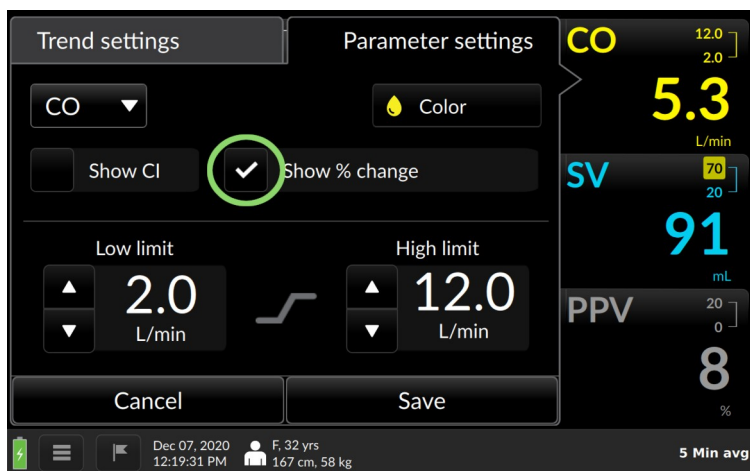 Trend settings
Parameter settings
CO
Color
Show CI
Show % change
Low limit
2.0
L/min
High limit
12.0
L/min
Cancel
Save
CO
12.0
2.0
5.3
L/min
SV
70
20
91
mL
PPV
20
0
8
%
Dec 07, 2020
12:19:31 PM
F, 32 yrs
167 cm, 58 kg
5 Min avg